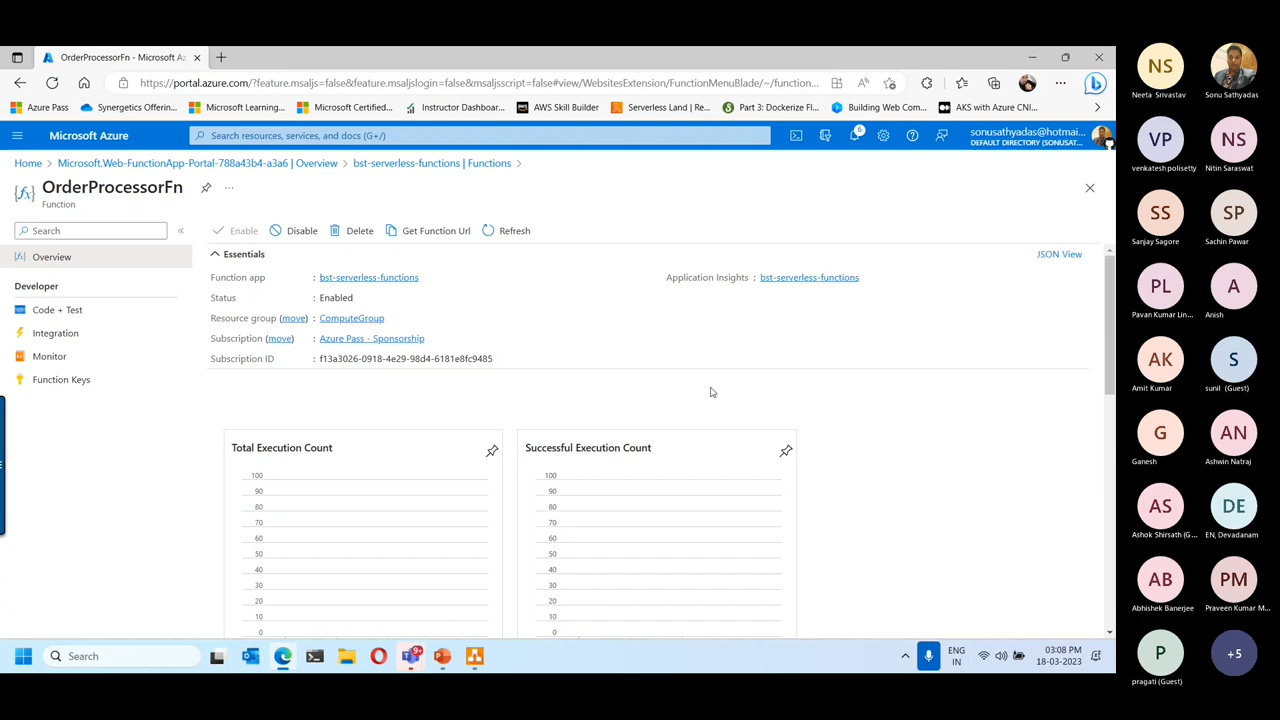 OrderProcessorFn - Microsoft Az
https://portal.azure.com/?feature.msaljs=false&feature.msaljslogin=false&msaljsscript=false#view/WebsitesExtension/FunctionMenuBlade/~/function...
Azure Pass
Synergetics Offering...
Microsoft Learning...
Microsoft Certified...
Instructor Dashboar...
AWS Skill Builder
Serverless Land | Re...
Part 3: Dockerize Fl...
Building Web Com...
AKS with Azure CNI...
Microsoft Azure
Search resources, services, and docs (G+/)
6
sonusathyadas@hotmai...
DEFAULT DIRECTORY (SONUSAT...
Home > Microsoft.Web-FunctionApp-Portal-788a43b4-a3a6 | Overview > bst-serverless-functions | Functions >
OrderProcessorFn
Function
Search
Overview
Developer
Code + Test
Integration
Monitor
Function Keys
Enable Disable Delete Get Function Url Refresh
Essentials
JSON View
Function app : bst-serverless-functions
Application Insights : bst-serverless-functions
Status : Enabled
Resource group (move) : ComputeGroup
Subscription (move) : Azure Pass - Sponsorship
Subscription ID : f13a3026-0918-4e29-98d4-6181e8fc9485
Total Execution Count
100
90
80
70
60
50
40
30
20
10
0
Successful Execution Count
100
90
80
70
60
50
40
30
20
10
0
Search
9+
ENG
IN
03:08 PM
18-03-2023
NS
Neeta Srivastav
Sonu Sathyadas
VP
venkatesh polisetty
NS
Nitin Saraswat
SS
Sanjay Sagore
SP
Sachin Pawar
PL
Pavan Kumar Lin...
A
Anish
AK
Amit Kumar
S
sunil (Guest)
G
Ganesh
AN
Ashwin Natraj
AS
Ashok Shirsath (G...
DE
EN, Devadanam
AB
Abhishek Banerjee
PM
Praveen Kumar M...
P
pragati (Guest)
+5